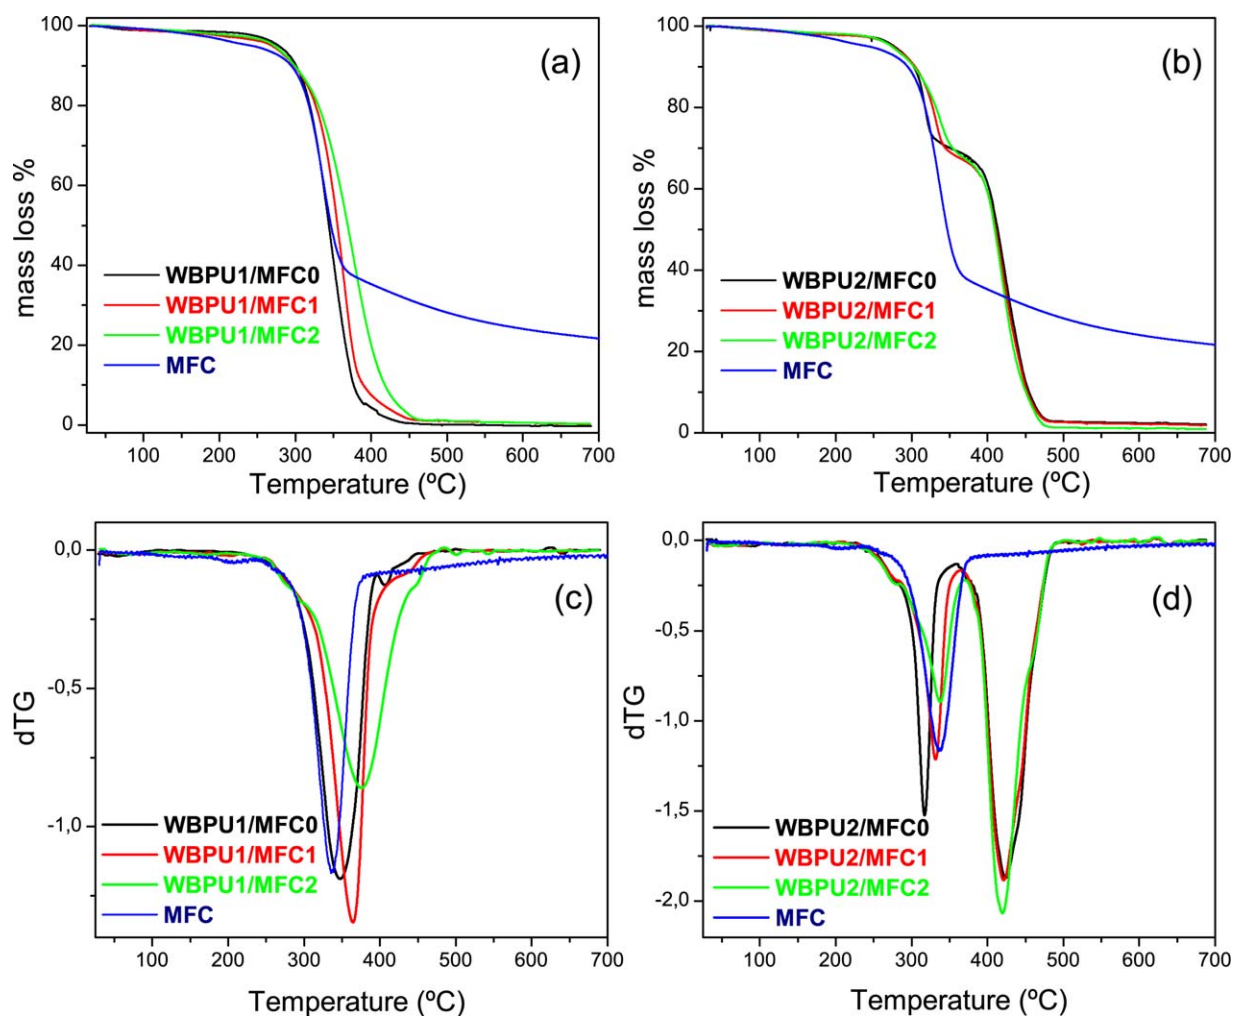 100
80
60
40
20
0
mass loss %
(a)
WBPU1/MFC0
WBPU1/MFC1
WBPU1/MFC2
MFC
100 200 300 400 500 600 700
Temperature (ºC)
100
80
60
40
20
0
mass loss %
(b)
WBPU2/MFC0
WBPU2/MFC1
WBPU2/MFC2
MFC
100 200 300 400 500 600 700
Temperature (ºC)
0,0
-0,5
-1,0
dTG
(c)
WBPU1/MFC0
WBPU1/MFC1
WBPU1/MFC2
MFC
100 200 300 400 500 600 700
Temperature (ºC)
0,0
-0,5
-1,0
-1,5
-2,0
dTG
(d)
WBPU2/MFC0
WBPU2/MFC1
WBPU2/MFC2
MFC
100 200 300 400 500 600 700
Temperature (ºC)